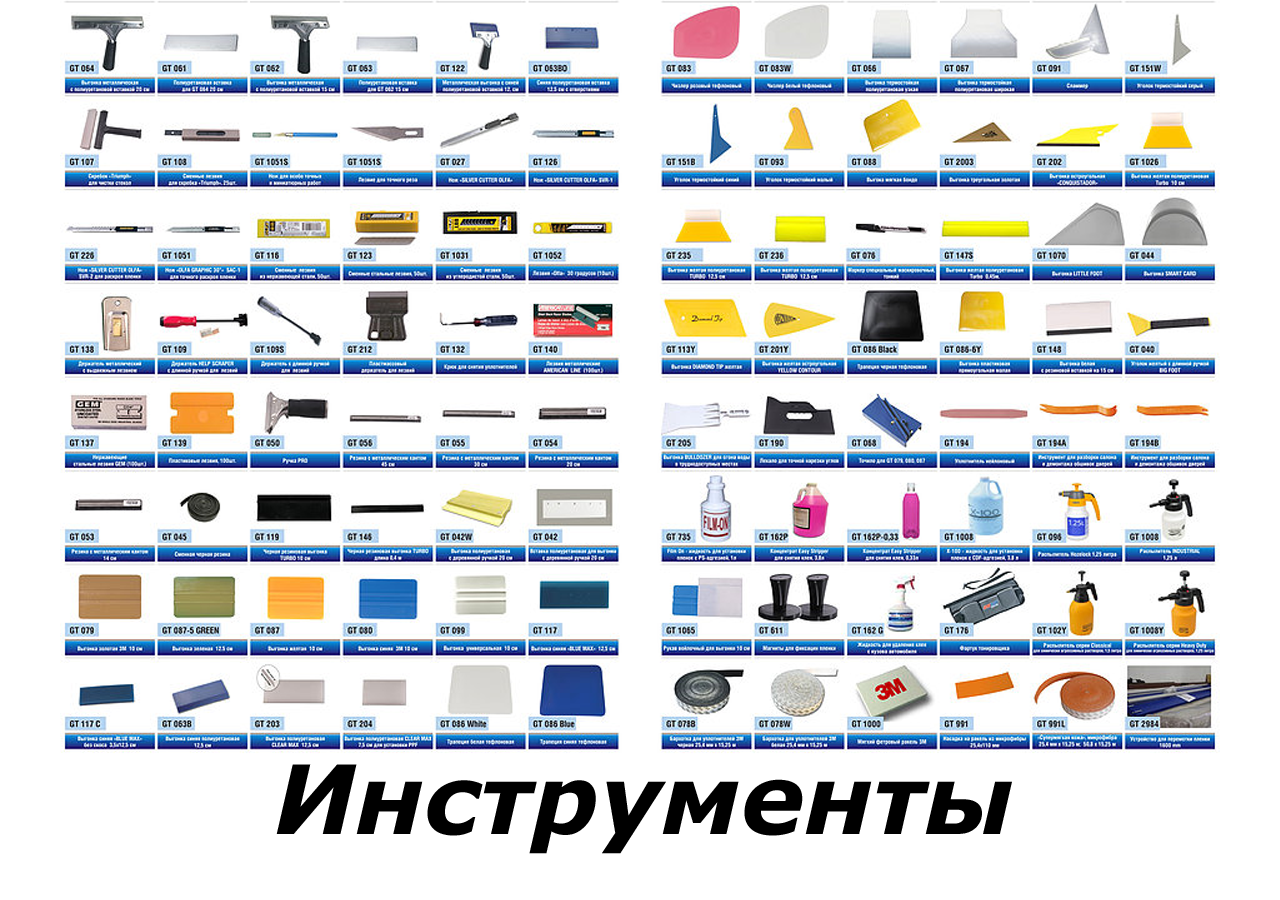 GT 064
Выгонка металлическая
с полиуретановой вставкой 20 см
GT 061
Полиуретановая вставка
для GT 064 20 см
GT 062
Выгонка металлическая
с полиуретановой вставкой 15 см
GT 063
Полиуретановая вставка
для GT 062 15 см
GT 122
Металлическая выгонка с синей
полиуретановой вставкой 12, см
GT 063BO
Синяя полиуретановая вставка
12,5 см с отверстиями
GT 083
Чизлер розовый тефлоновый
GT 083W
Чизлер белый тефлоновый
GT 066
Выгонка термостойкая
полиуретановая узкая
GT 067
Выгонка термостойкая
полиуретановая широкая
GT 091
Сламмер
GT 151W
Уголок термостойкий серый
GT 107
Скребок «Triumph»
для чистки стекол
GT 108
Сменные лезвия
для скребка «Triumph». 25шт.
GT 1051S
Нож для особо точных
и миниатюрных работ
GT 1051S
Лезвие для точного реза
GT 027
Нож «SILVER CUTTER OLFA»
GT 126
Нож «SILVER CUTTER OLFA» SVR-1
GT 151B
Уголок термостойкий синий
GT 093
Уголок термостойкий малый
GT 088
Выгонка мягкая бондо
GT 2003
Выгонка треугольная золотая
GT 202
Выгонка остроугольная
«CONQUISTADOR»
GT 1026
Выгонка желтая полиуретановая
Turbo 10 см
GT 226
Нож «SILVER CUTTER OLFA»
SVR-2 для раскроя пленки
GT 1051
Нож «OLFA GRAPHIC 30°» SAC-1
для точного раскроя пленки
GT 116
Сменные лезвия
из нержавеющей стали, 50шт.
GT 123
Сменные стальные лезвия, 50шт.
GT 1031
Сменные лезвия
из углеродистой стали, 50шт.
GT 1052
Лезвия «Olfa» 30 градусов (10шт.)
GT 235
Выгонка желтая полиуретановая
TURBO 12,5 см
GT 236
Выгонка желтая полиуретановая
TURBO 12,5 см
GT 076
Маркер специальный маскировочный,
тонкий
GT 147S
Выгонка желтая полиуретановая
Turbo 0,45м.
GT 1070
Выгонка LITTLE FOOT
GT 044
Выгонка SMART CARD
GT 138
Держатель металлический
с выдвижным лезвием
GT 109
Держатель HELP SCRAPER
с длинной ручкой для лезвий
GT 109S
Держатель с длинной ручкой
для лезвий
GT 212
Пластмассовый
держатель для лезвий
GT 132
Крюк для снятия уплотнителей
GT 140
Лезвия металлические
AMERICAN LINE (100шт.)
GT 113Y
Выгонка DIAMOND TIP желтая
GT 201Y
Выгонка желтая остроугольная
YELLOW CONTOUR
GT 086 Black
Трапеция черная тефлоновая
GT 086-6Y
Выгонка пластиковая
прямоугольная малая
GT 148
Выгонка белая
с резиновой вставкой на 15 см
GT 040
Уголок желтый с длинной ручкой
BIG FOOT
GT 137
Нержавеющие
стальные лезвия GEM (100шт.)
GT 139
Пластиковые лезвия, 100шт.
GT 050
Ручка PRO
GT 056
Резина с металлическим кантом
45 см
GT 055
Резина с металлическим кантом
30 см
GT 054
Резина с металлическим кантом
20 см
GT 205
Выгонка BULLDOZER для отгона воды
в труднодоступных местах
GT 190
Лекало для точной нарезки углов
GT 068
Точило для GT 079, 080, 087
GT 194
Уплотнитель нейлоновый
GT 194A
Инструмент для разборки салона
и демонтажа обшивок дверей
GT 194B
Инструмент для разборки салона
и демонтажа обшивок дверей
GT 053
Резина с металлическим кантом
14 см
GT 045
Сменная черная резина
GT 119
Черная резиновая выгонка
TURBO 10 см
GT 146
Черная резиновая выгонка TURBO
длина 0,4 м
GT 042W
Выгонка полиуретановая
с деревянной ручкой 20 см
GT 042
Вставка полиуретановая для выгонки
с деревянной ручкой 20 см
GT 735
Film On - жидкость для установки
пленок с PS-адгезией, 1л
GT 162P
Концентрат Easy Stripper
для снятия клея, 3,8л
GT 162P-0,33
Концентрат Easy Stripper
для снятия клея, 0,33л
GT 1008
X-100 - жидкость для установки
пленок с CDF-адгезией, 3,8 л
GT 096
Распылитель Hozelock 1,25 литра
GT 1008
Распылитель INDUSTRIAL
1,25 л
GT 079
Выгонка золотая 3M 10 см
GT 087-5 GREEN
Выгонка зеленая 12.5 см
GT 087
Выгонка желтая 10 см
GT 080
Выгонка синяя 3M 10 см
GT 099
Выгонка универсальная 10 см
GT 117
Выгонка синяя «BLUE MAX» 12,5 см
GT 1065
Рукав войлочный для выгонки 10 см
GT 611
Магниты для фиксации пленки
GT 162 G
Жидкость для удаления клея
с кузова автомобиля
GT 176
Фартук тонировщика
GT 102Y
Распылитель серии Classical
GT 1008Y
Распылитель серии Heavy Duty
GT 117 C
Выгонка синяя «BLUE MAX»
без скоса 3,5x12,5 см
GT 063B
Выгонка синяя полиуретановая
12,5 см
GT 203
Выгонка полиуретановая
CLEAR MAX 12,5 см
GT 204
Выгонка полиуретановая CLEAR MAX
7,5 см для установки PPF
GT 086 White
Трапеция белая тефлоновая
GT 086 Blue
Трапеция синяя тефлоновая
GT 078B
Бархотка для уплотнителей 3M
черная 25,4 мм x 15,25 м
GT 078W
Бархотка для уплотнителей 3M
белая 25,4 мм x 15,25 м
GT 1000
Мягкий фетровый ракель 3M
GT 991
Насадка на ракель из микрофибры
25,4x110 мм
GT 991L
«Супермягкая кожа», микрофибра
25,4 мм x 15,25 м; 50,8 x 15,25 м
GT 2984
Устройство для перемотки пленки
1600 mm
Инструменты